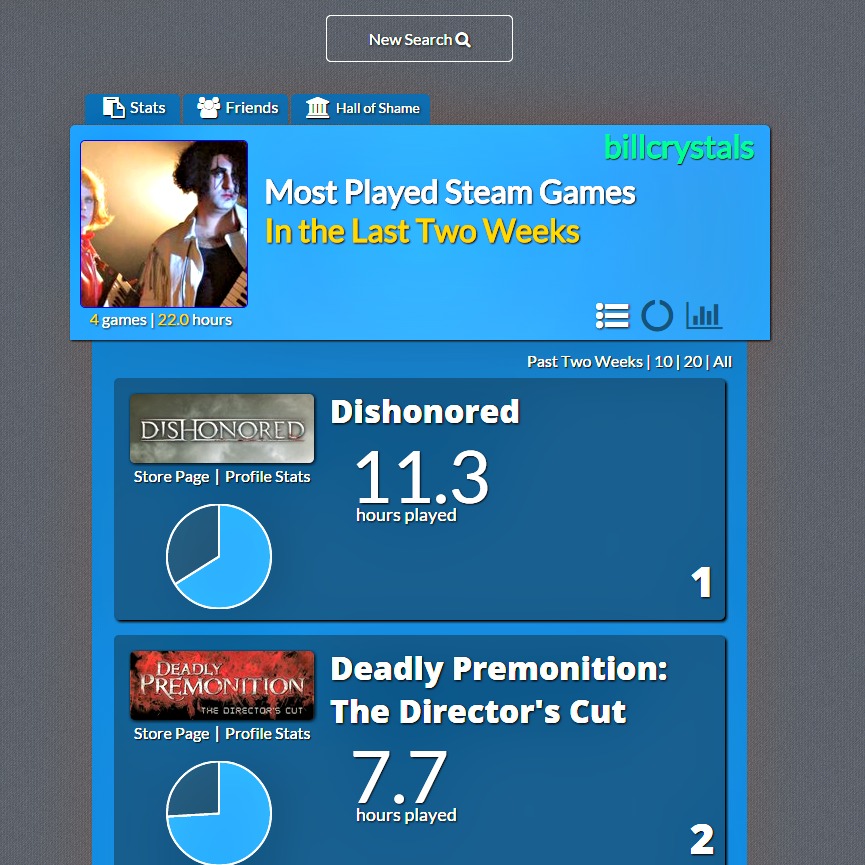 New Search
Stats
Friends
Hall of Shame
billcrystals
Most Played Steam Games
In the Last Two Weeks
4 games | 22.0 hours
Past Two Weeks | 10 | 20 | All
DISHONORED
Dishonored
Store Page | Profile Stats
11.3
hours played
1
DEADLY
PREMONITION
THE DIRECTOR'S CUT
Deadly Premonition:
The Director's Cut
Store Page | Profile Stats
7.7
hours played
2